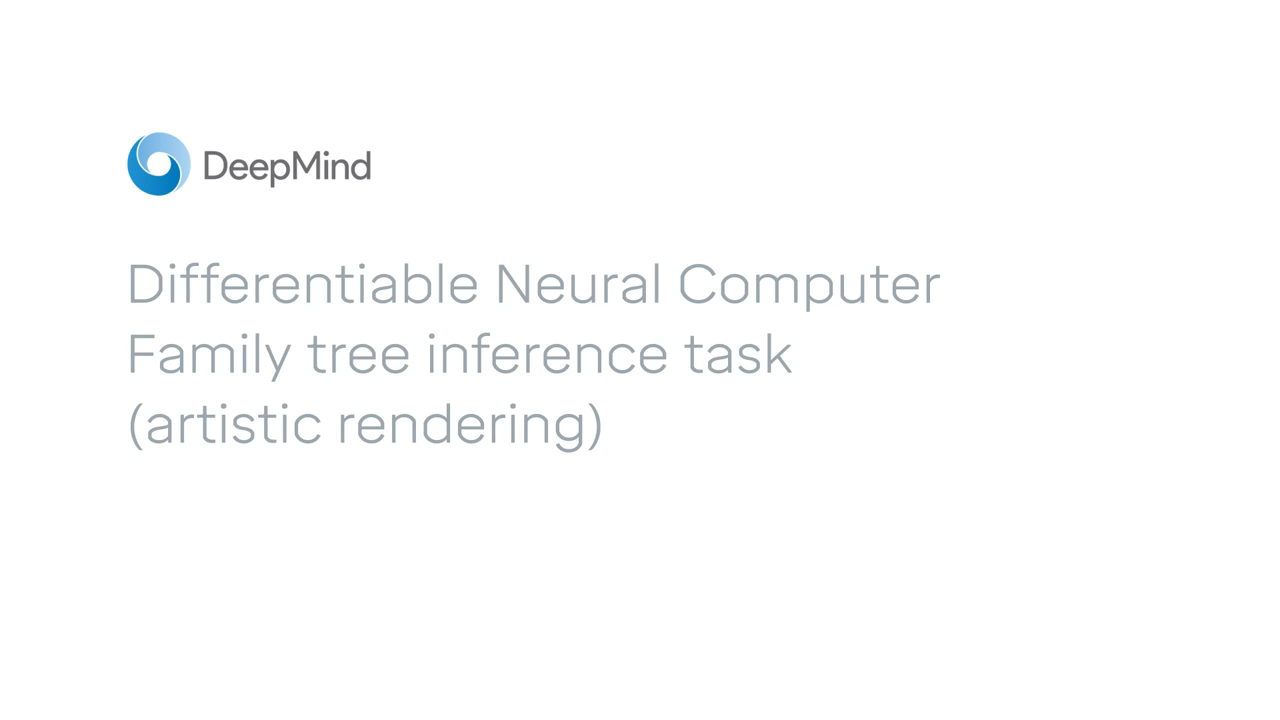 DeepMind
Differentiable Neural Computer
Family tree inference task
(artistic rendering)